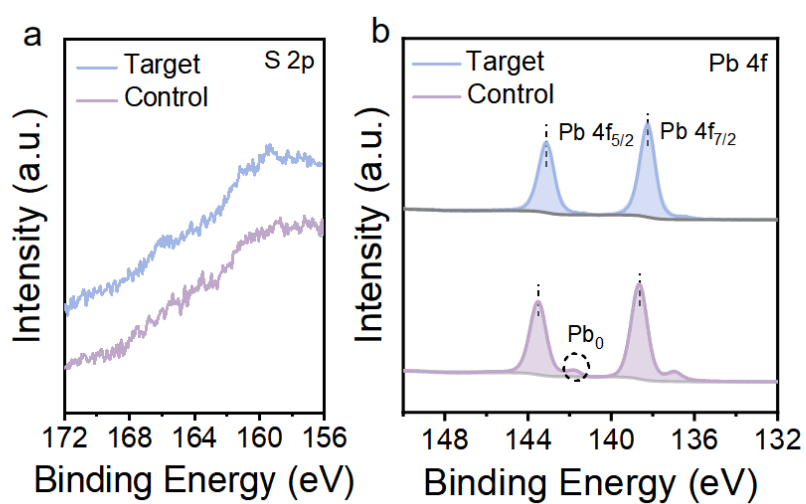 a
Target
Control
S 2p
Intensity (a.u.)
172 168 164 160 156
Binding Energy (eV)
b
Target
Control
Pb 4f
Pb 4f5/2
Pb 4f7/2
Pb0
Intensity (a.u.)
148 144 140 136 132
Binding Energy (eV)